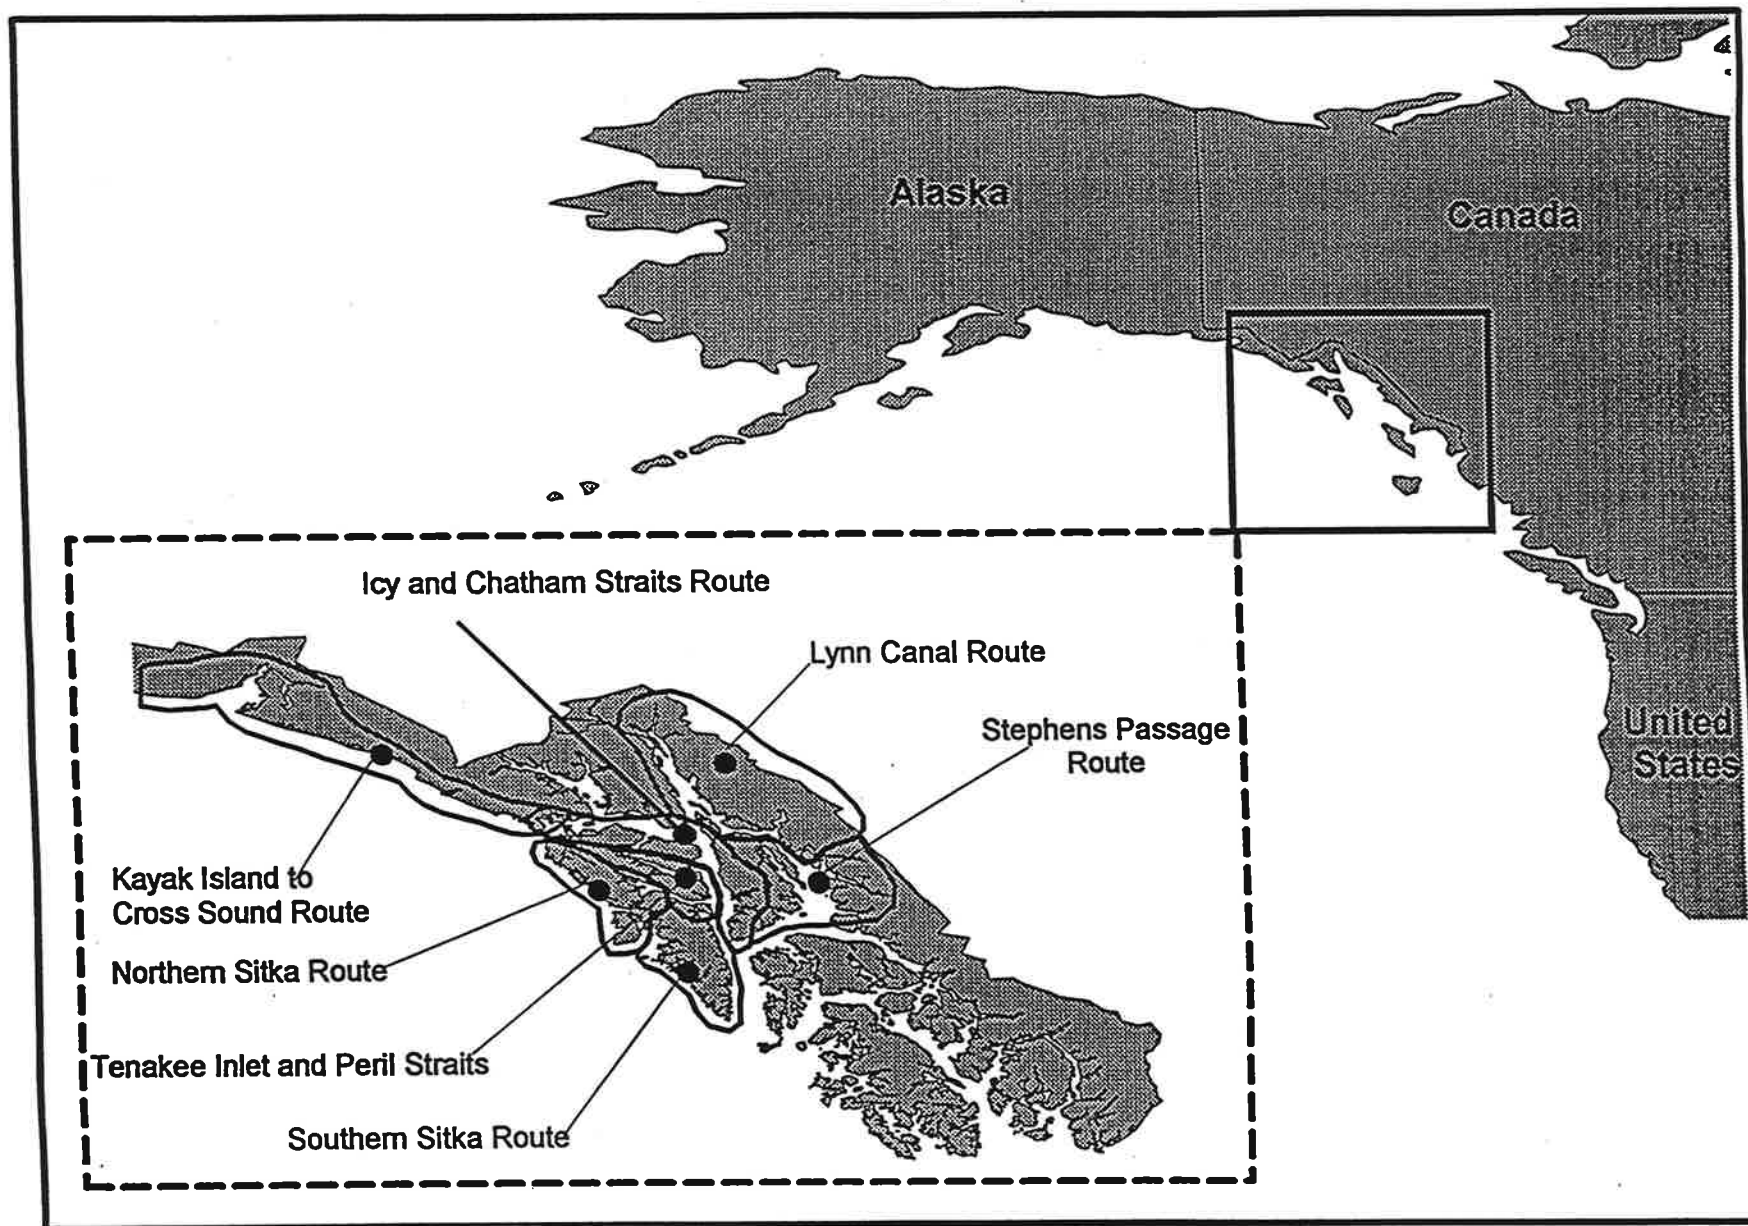 Alaska
Canada
Icy and Chatham Straits Route
Lynn Canal Route
Stephens Passage
Route
United
States
Kayak Island to
Cross Sound Route
Northern Sitka Route
Tenakee Inlet and Peril Straits
Southern Sitka Route